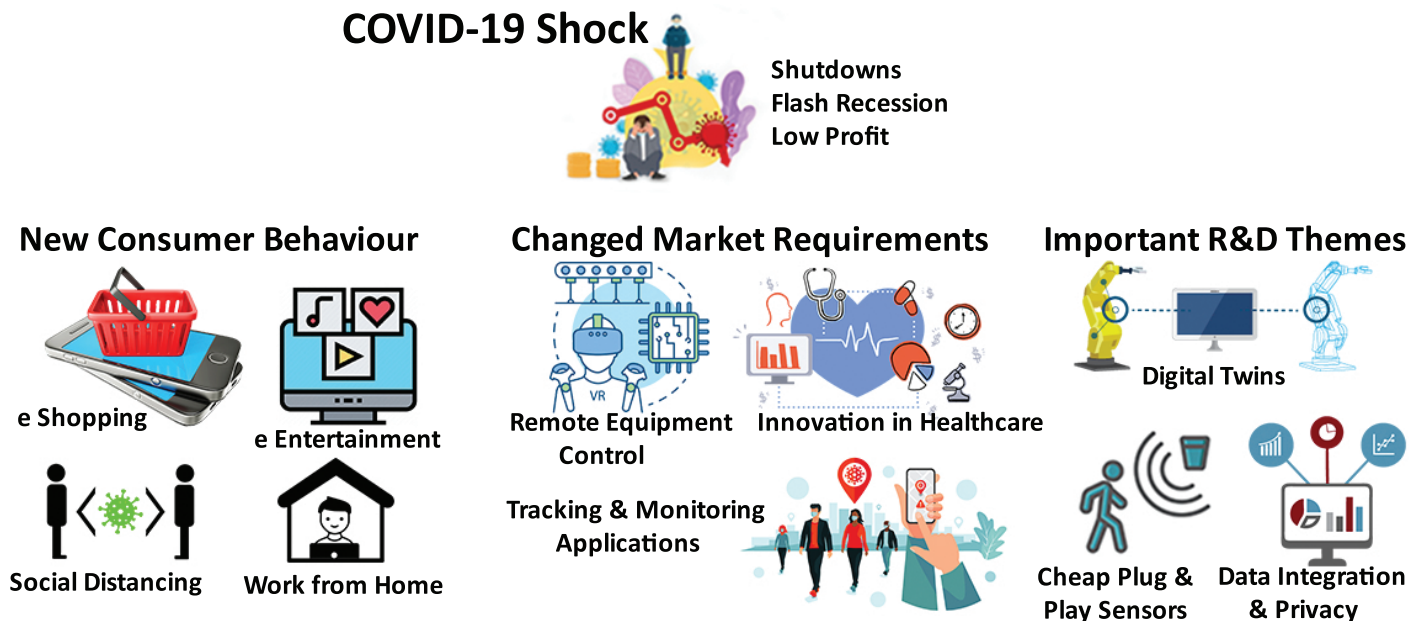 COVID-19 Shock
Shutdowns
Flash Recession
Low Profit
New Consumer Behaviour
e Shopping
e Entertainment
Social Distancing
Work from Home
Changed Market Requirements
VR
Remote Equipment
Control
Innovation in Healthcare
Tracking & Monitoring
Applications
Important R&D Themes
Digital Twins
Cheap Plug &
Play Sensors
Data Integration
& Privacy